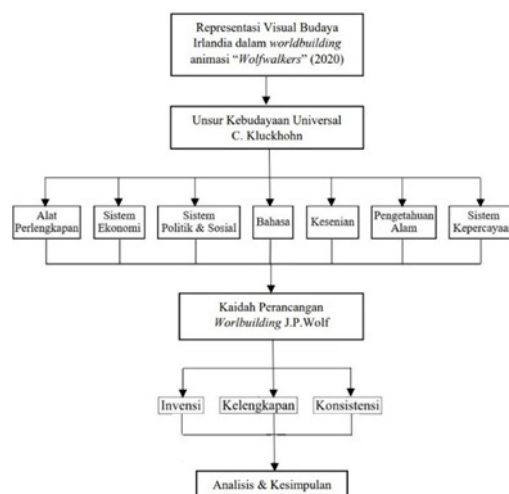 Representasi Visual Budaya
Irlandia dalam worldbuilding
animasi “Wolfwalkers” (2020)
Unsur Kebudayaan Universal
C. Kluckhohn
Alat
Perlengkapan
Sistem
Ekonomi
Sistem
Politik & Sosial
Bahasa
Kesenian
Pengetahuan
Alam
Sistem
Kepercayaan
Kaidah Perancangan
Worlbuilding J.P.Wolf
Invensi
Kelengkapan
Konsistensi
Analisis & Kesimpulan